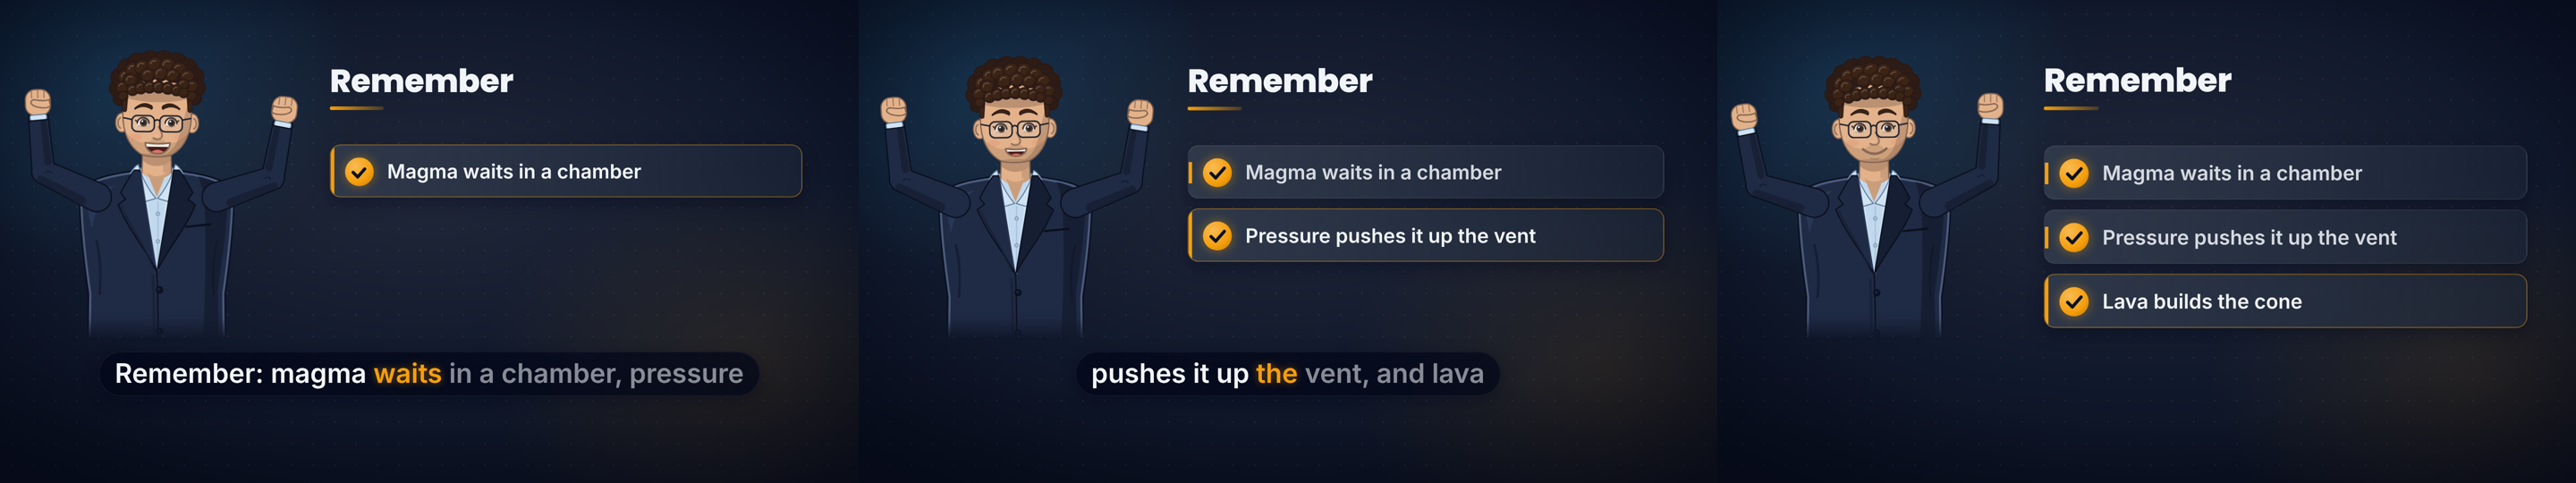 Remember
Magma waits in a chamber
Remember: magma waits in a chamber, pressure
Remember
Magma waits in a chamber
Pressure pushes it up the vent
pushes it up the vent, and lava
Remember
Magma waits in a chamber
Pressure pushes it up the vent
Lava builds the cone